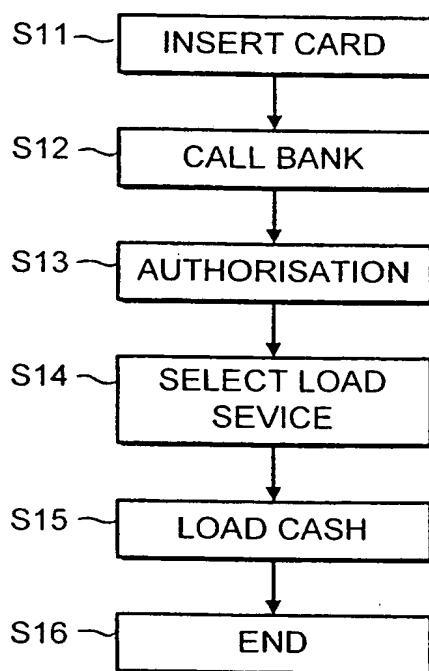 S11 INSERT CARD
S12 CALL BANK
S13 AUTHORISATION
S14 SELECT LOAD
SEVICE
S15 LOAD CASH
S16 END